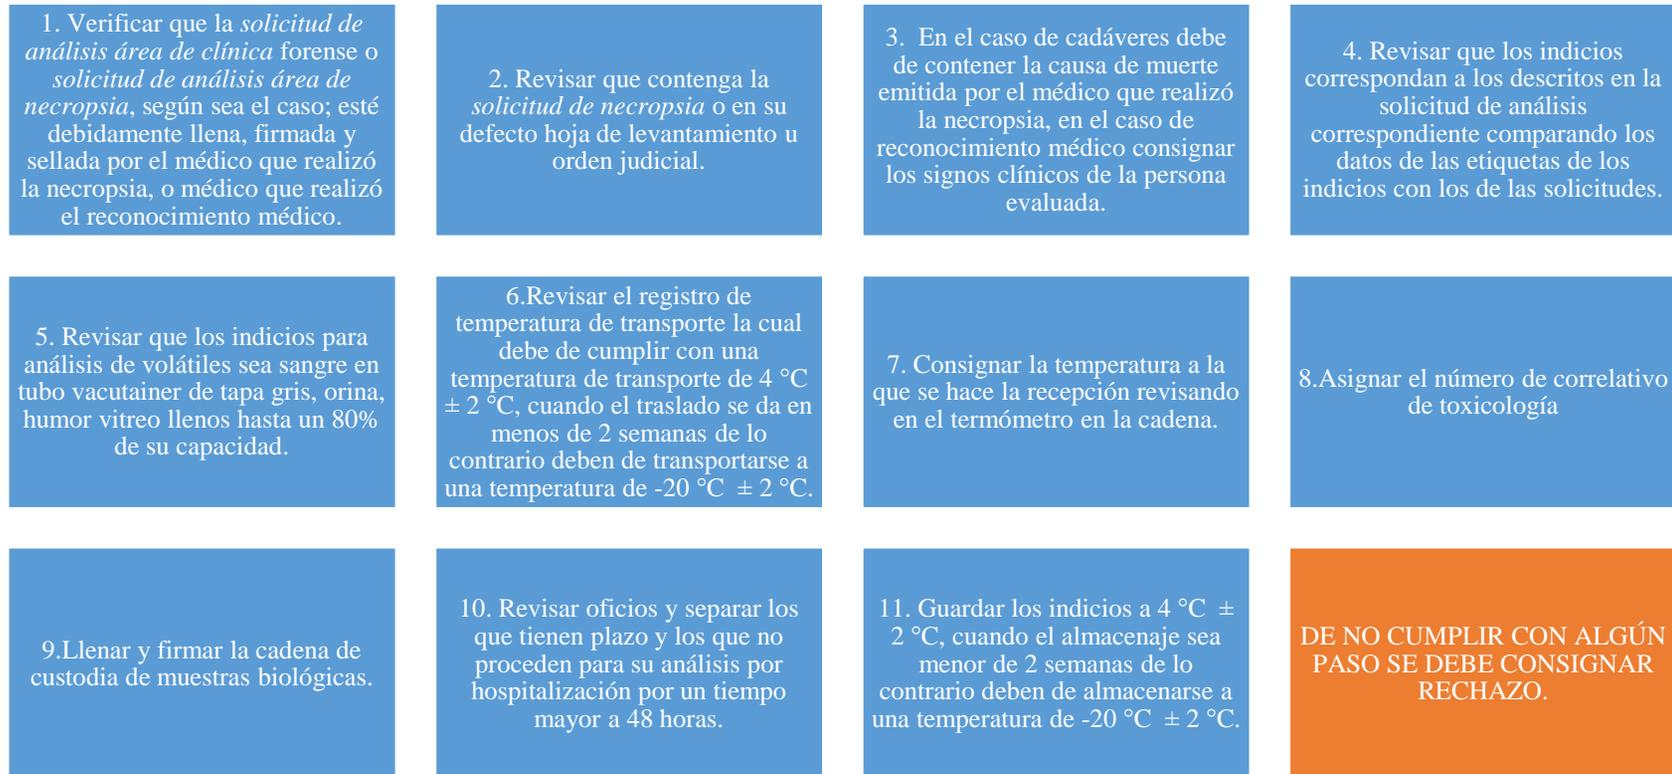 1. Verificar que la solicitud de
análisis área de clínica forense o
solicitud de análisis área de
necropsia, según sea el caso; esté
debidamente llena, firmada y
sellada por el médico que realizó
la necropsia, o médico que realizó
el reconocimiento médico.
2. Revisar que contenga la
solicitud de necropsia o en su
defecto hoja de levantamiento u
orden judicial.
3. En el caso de cadáveres debe
de contener la causa de muerte
emitida por el médico que realizó
la necropsia, en el caso de
reconocimiento médico consignar
los signos clínicos de la persona
evaluada.
4. Revisar que los indicios
correspondan a los descritos en la
solicitud de análisis
correspondiente comparando los
datos de las etiquetas de los
indicios con los de las solicitudes.
5. Revisar que los indicios para
análisis de volátiles sea sangre en
tubo vacutainer de tapa gris, orina,
humor vitreo llenos hasta un 80%
de su capacidad.
6.Revisar el registro de
temperatura de transporte la cual
debe de cumplir con una
temperatura de transporte de 4 °C
± 2 °C, cuando el traslado se da en
menos de 2 semanas de lo
contrario deben de transportarse a
una temperatura de -20 °C ± 2 °C.
7. Consignar la temperatura a la
que se hace la recepción revisando
en el termómetro en la cadena.
8.Asignar el número de correlativo
de toxicología
9.Llenar y firmar la cadena de
custodia de muestras biológicas.
10. Revisar oficios y separar los
que tienen plazo y los que no
proceden para su análisis por
hospitalización por un tiempo
mayor a 48 horas.
11. Guardar los indicios a 4 °C ±
2 °C, cuando el almacenaje sea
menor de 2 semanas de lo
contrario deben de almacenarse a
una temperatura de -20 °C ± 2 °C.
DE NO CUMPLIR CON ALGÚN
PASO SE DEBE CONSIGNAR
RECHAZO.